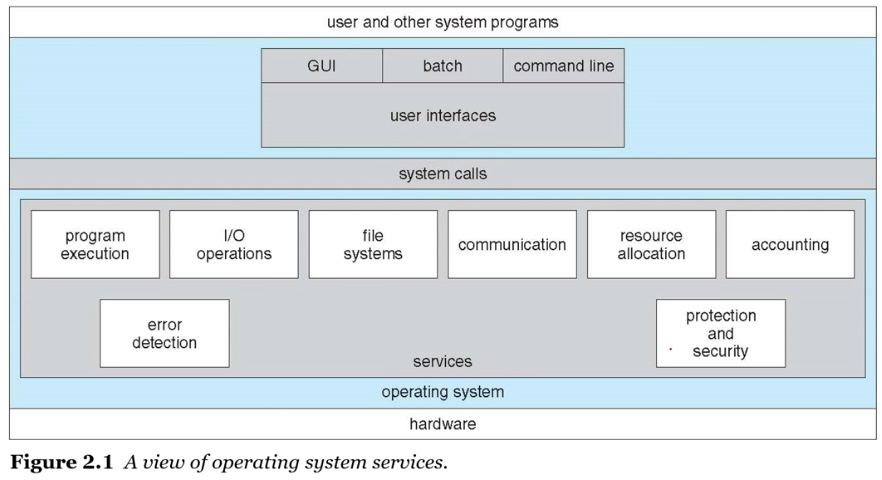 user and other system programs
GUI
batch
command line
user interfaces
system calls
program
execution
I/O
operations
file
systems
communication
resource
allocation
accounting
error
detection
protection
and
security
services
operating system
hardware
Figure 2.1 A view of operating system services.